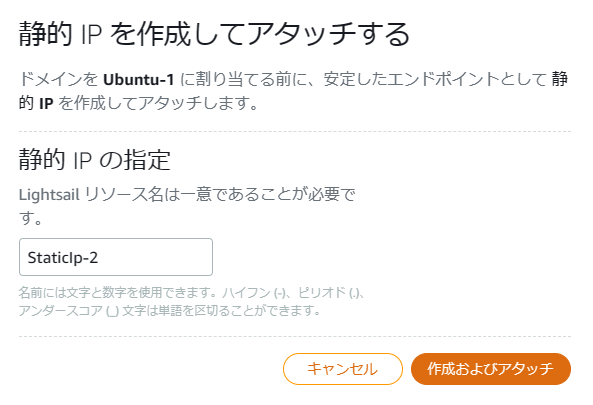 静的 IP を作成してアタッチする
ドメインを Ubuntu-1 に割り当てる前に、安定したエンドポイントとして 静
的 IP を作成してアタッチします。
静的 IP の指定
Lightsail リソース名は一意であることが必要で
す。
StaticIp-2
名前には文字と数字を使用できます。ハイフン (-)、ピリオド (.)、
アンダースコア (_) 文字は単語を区切ることができます。
キャンセル
作成およびアタッチ